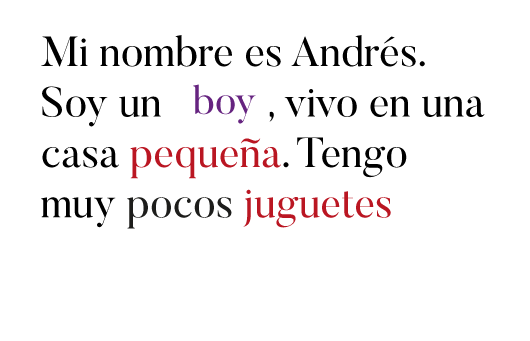 Mi nombre es Andrés.
Soy un boy , vivo en una
casa pequeña. Tengo
muy pocos juguetes